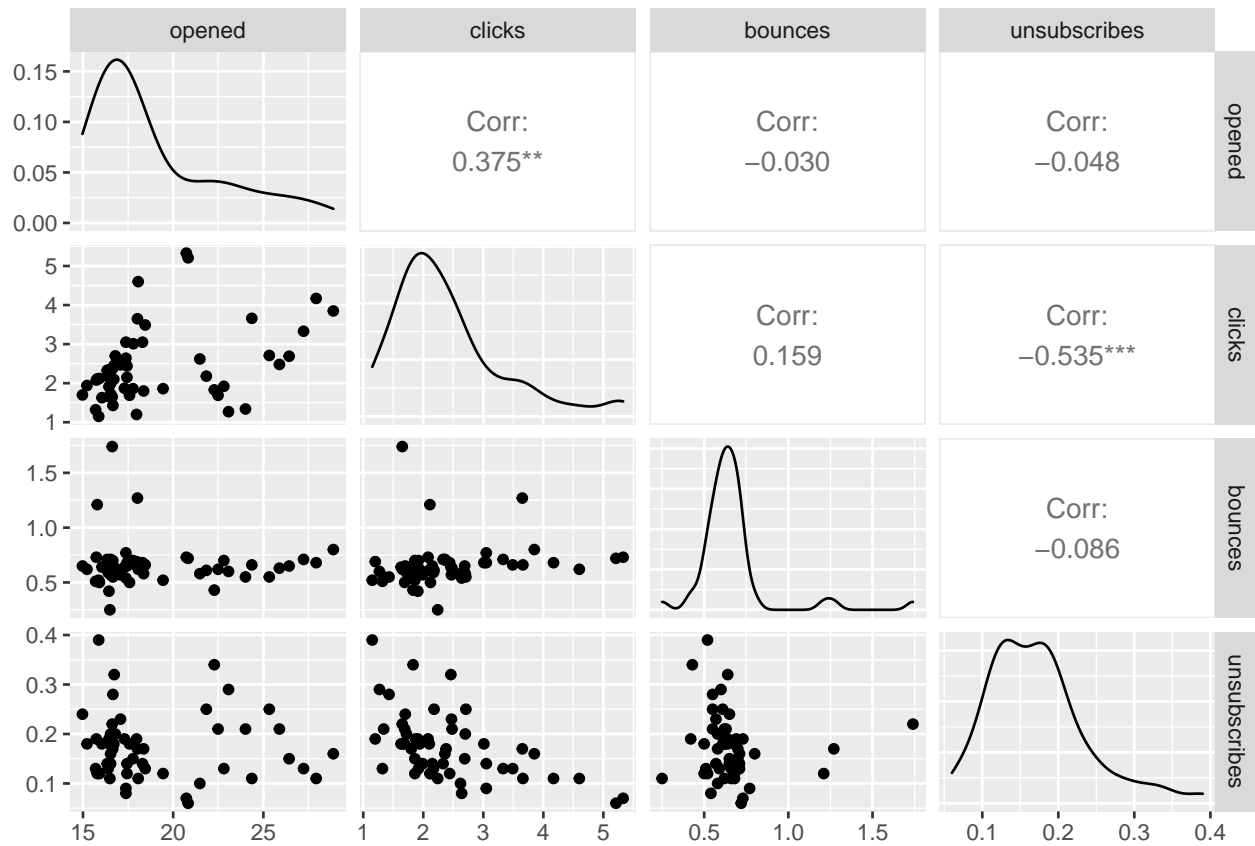 opened clicks bounces unsubscribes
0.15
0.10
0.05
0.00
Corr:
0.375**
Corr:
−0.030
Corr:
−0.048
opened
5
4
3
2
1
Corr:
0.159
Corr:
−0.535***
clicks
1.5
1.0
0.5
Corr:
−0.086
bounces
0.4
0.3
0.2
0.1
unsubscribes
15 20 25 1 2 3 4 5 0.5 1.0 1.5 0.1 0.2 0.3 0.4